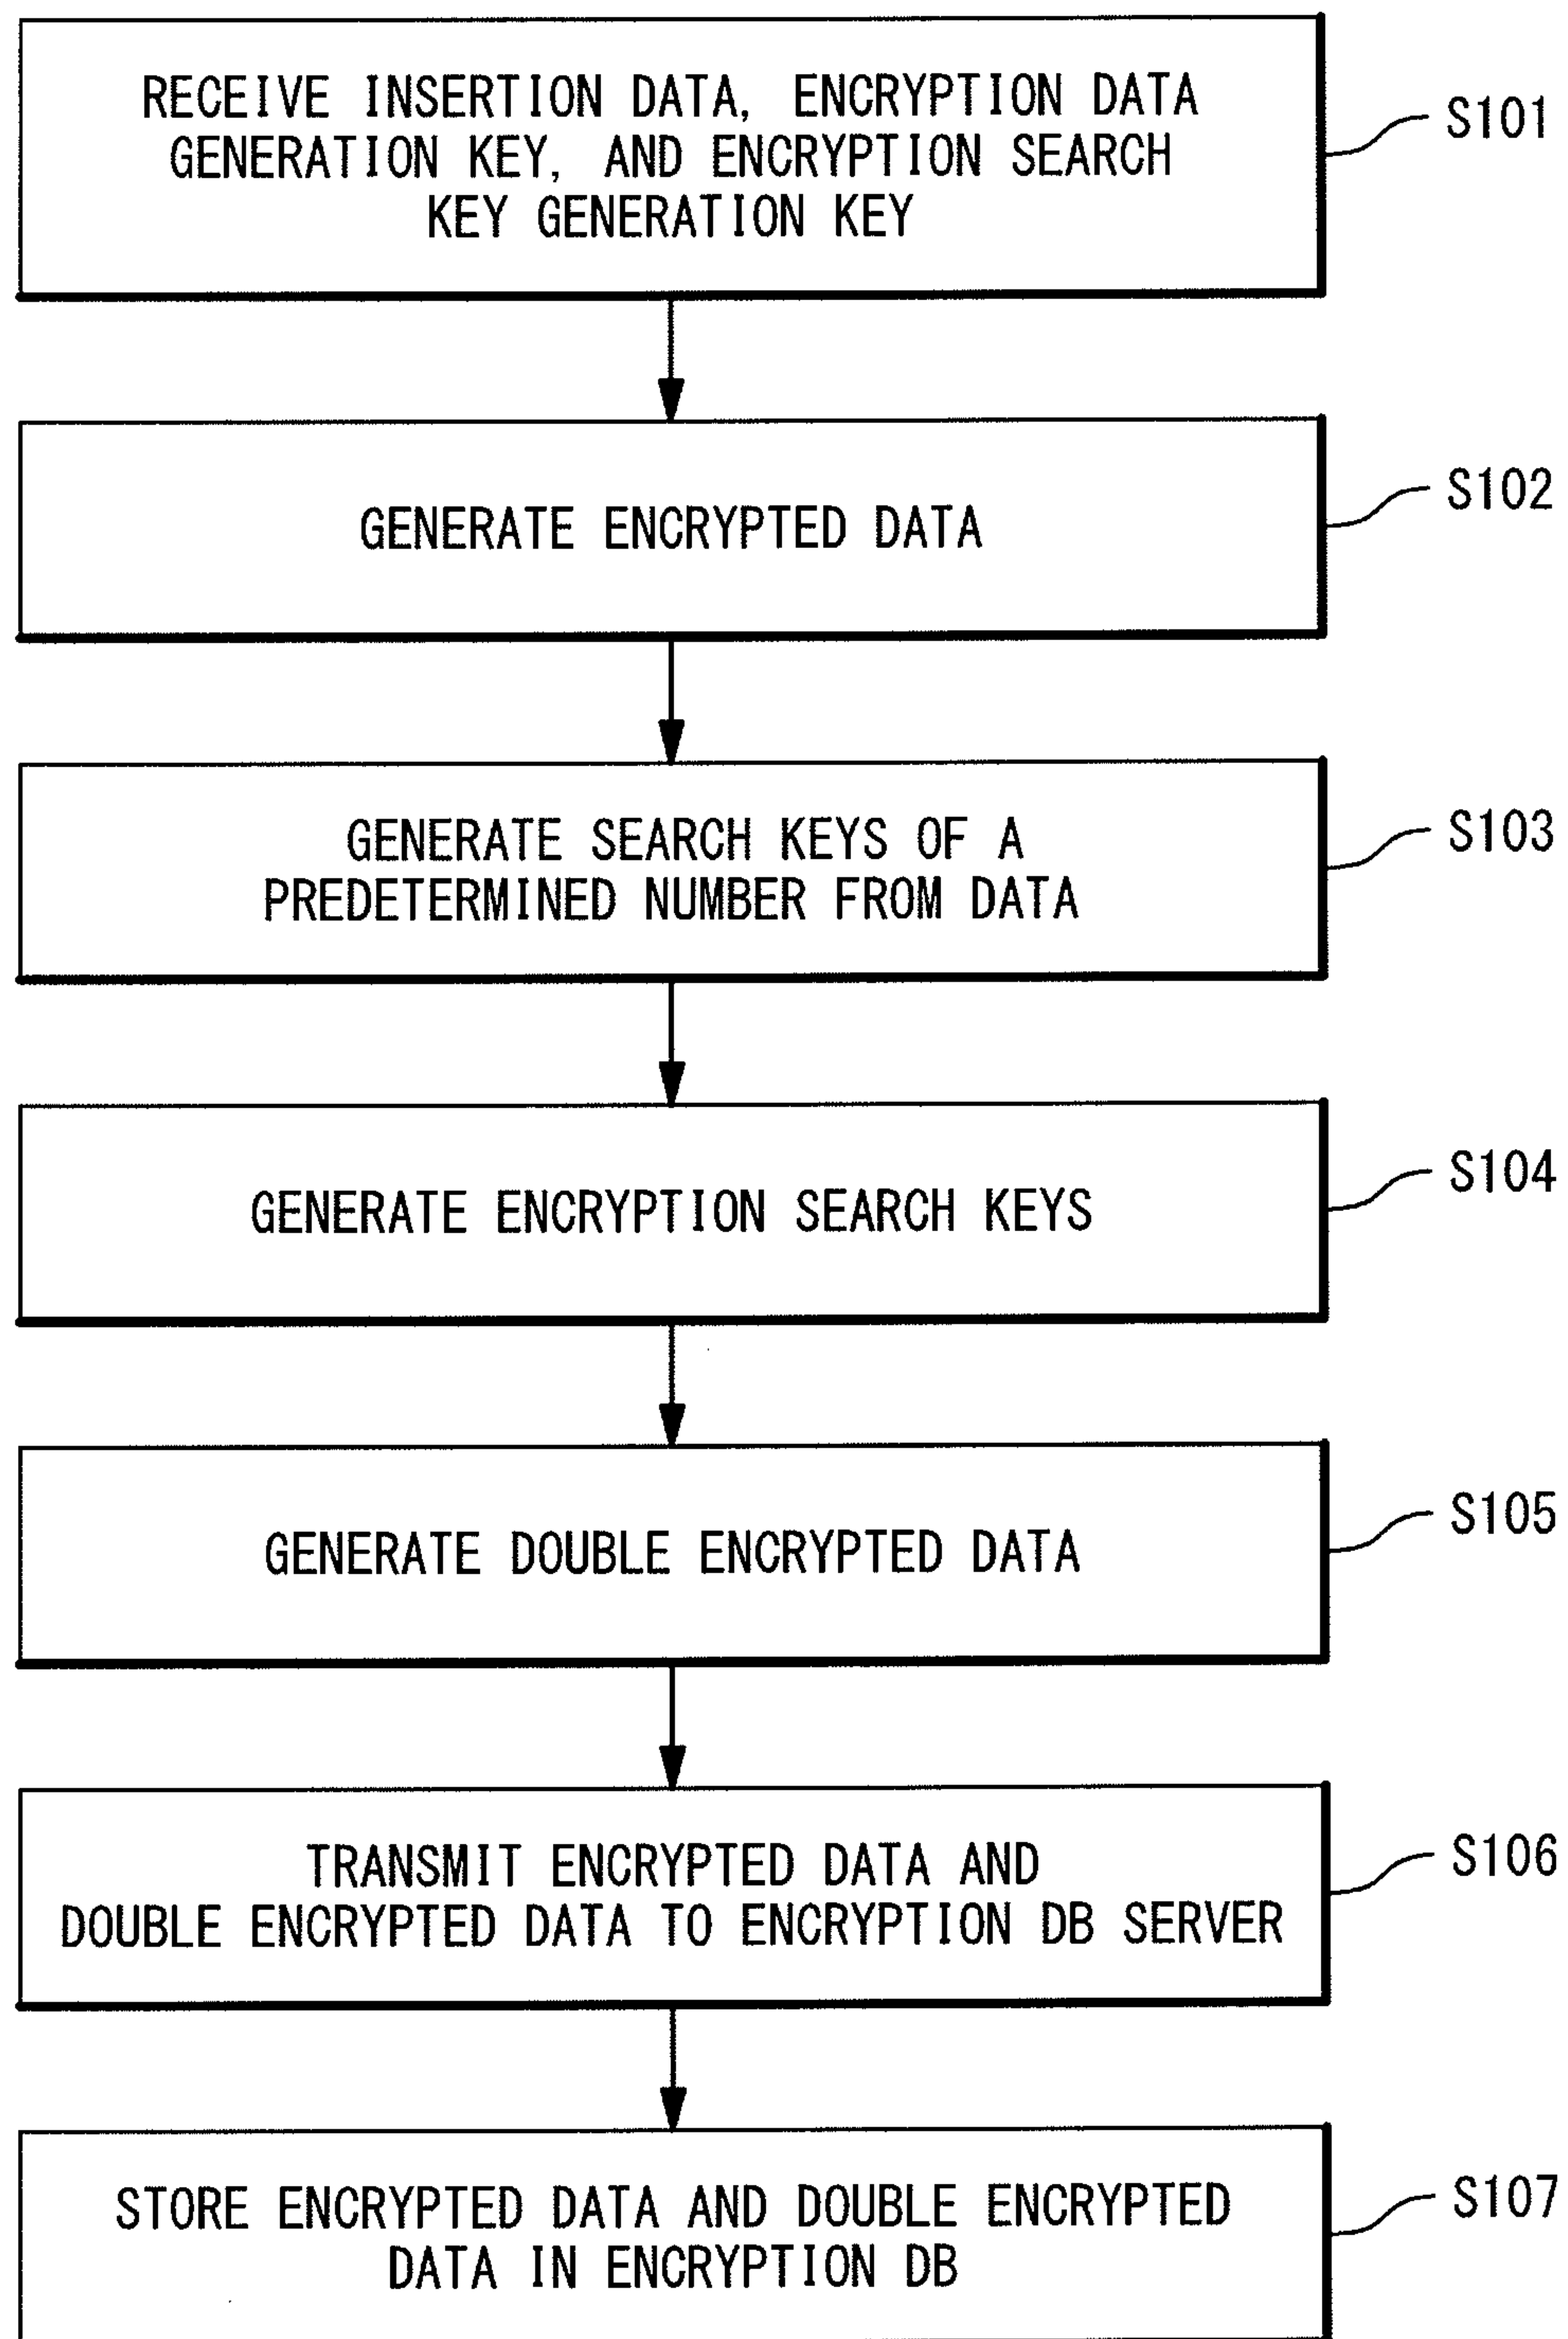 RECEIVE INSERTION DATA, ENCRYPTION DATA
GENERATION KEY, AND ENCRYPTION SEARCH
KEY GENERATION KEY
S101
GENERATE ENCRYPTED DATA
S102
GENERATE SEARCH KEYS OF A
PREDETERMINED NUMBER FROM DATA
S103
GENERATE ENCRYPTION SEARCH KEYS
S104
GENERATE DOUBLE ENCRYPTED DATA
S105
TRANSMIT ENCRYPTED DATA AND
DOUBLE ENCRYPTED DATA TO ENCRYPTION DB SERVER
S106
STORE ENCRYPTED DATA AND DOUBLE ENCRYPTED
DATA IN ENCRYPTION DB
S107